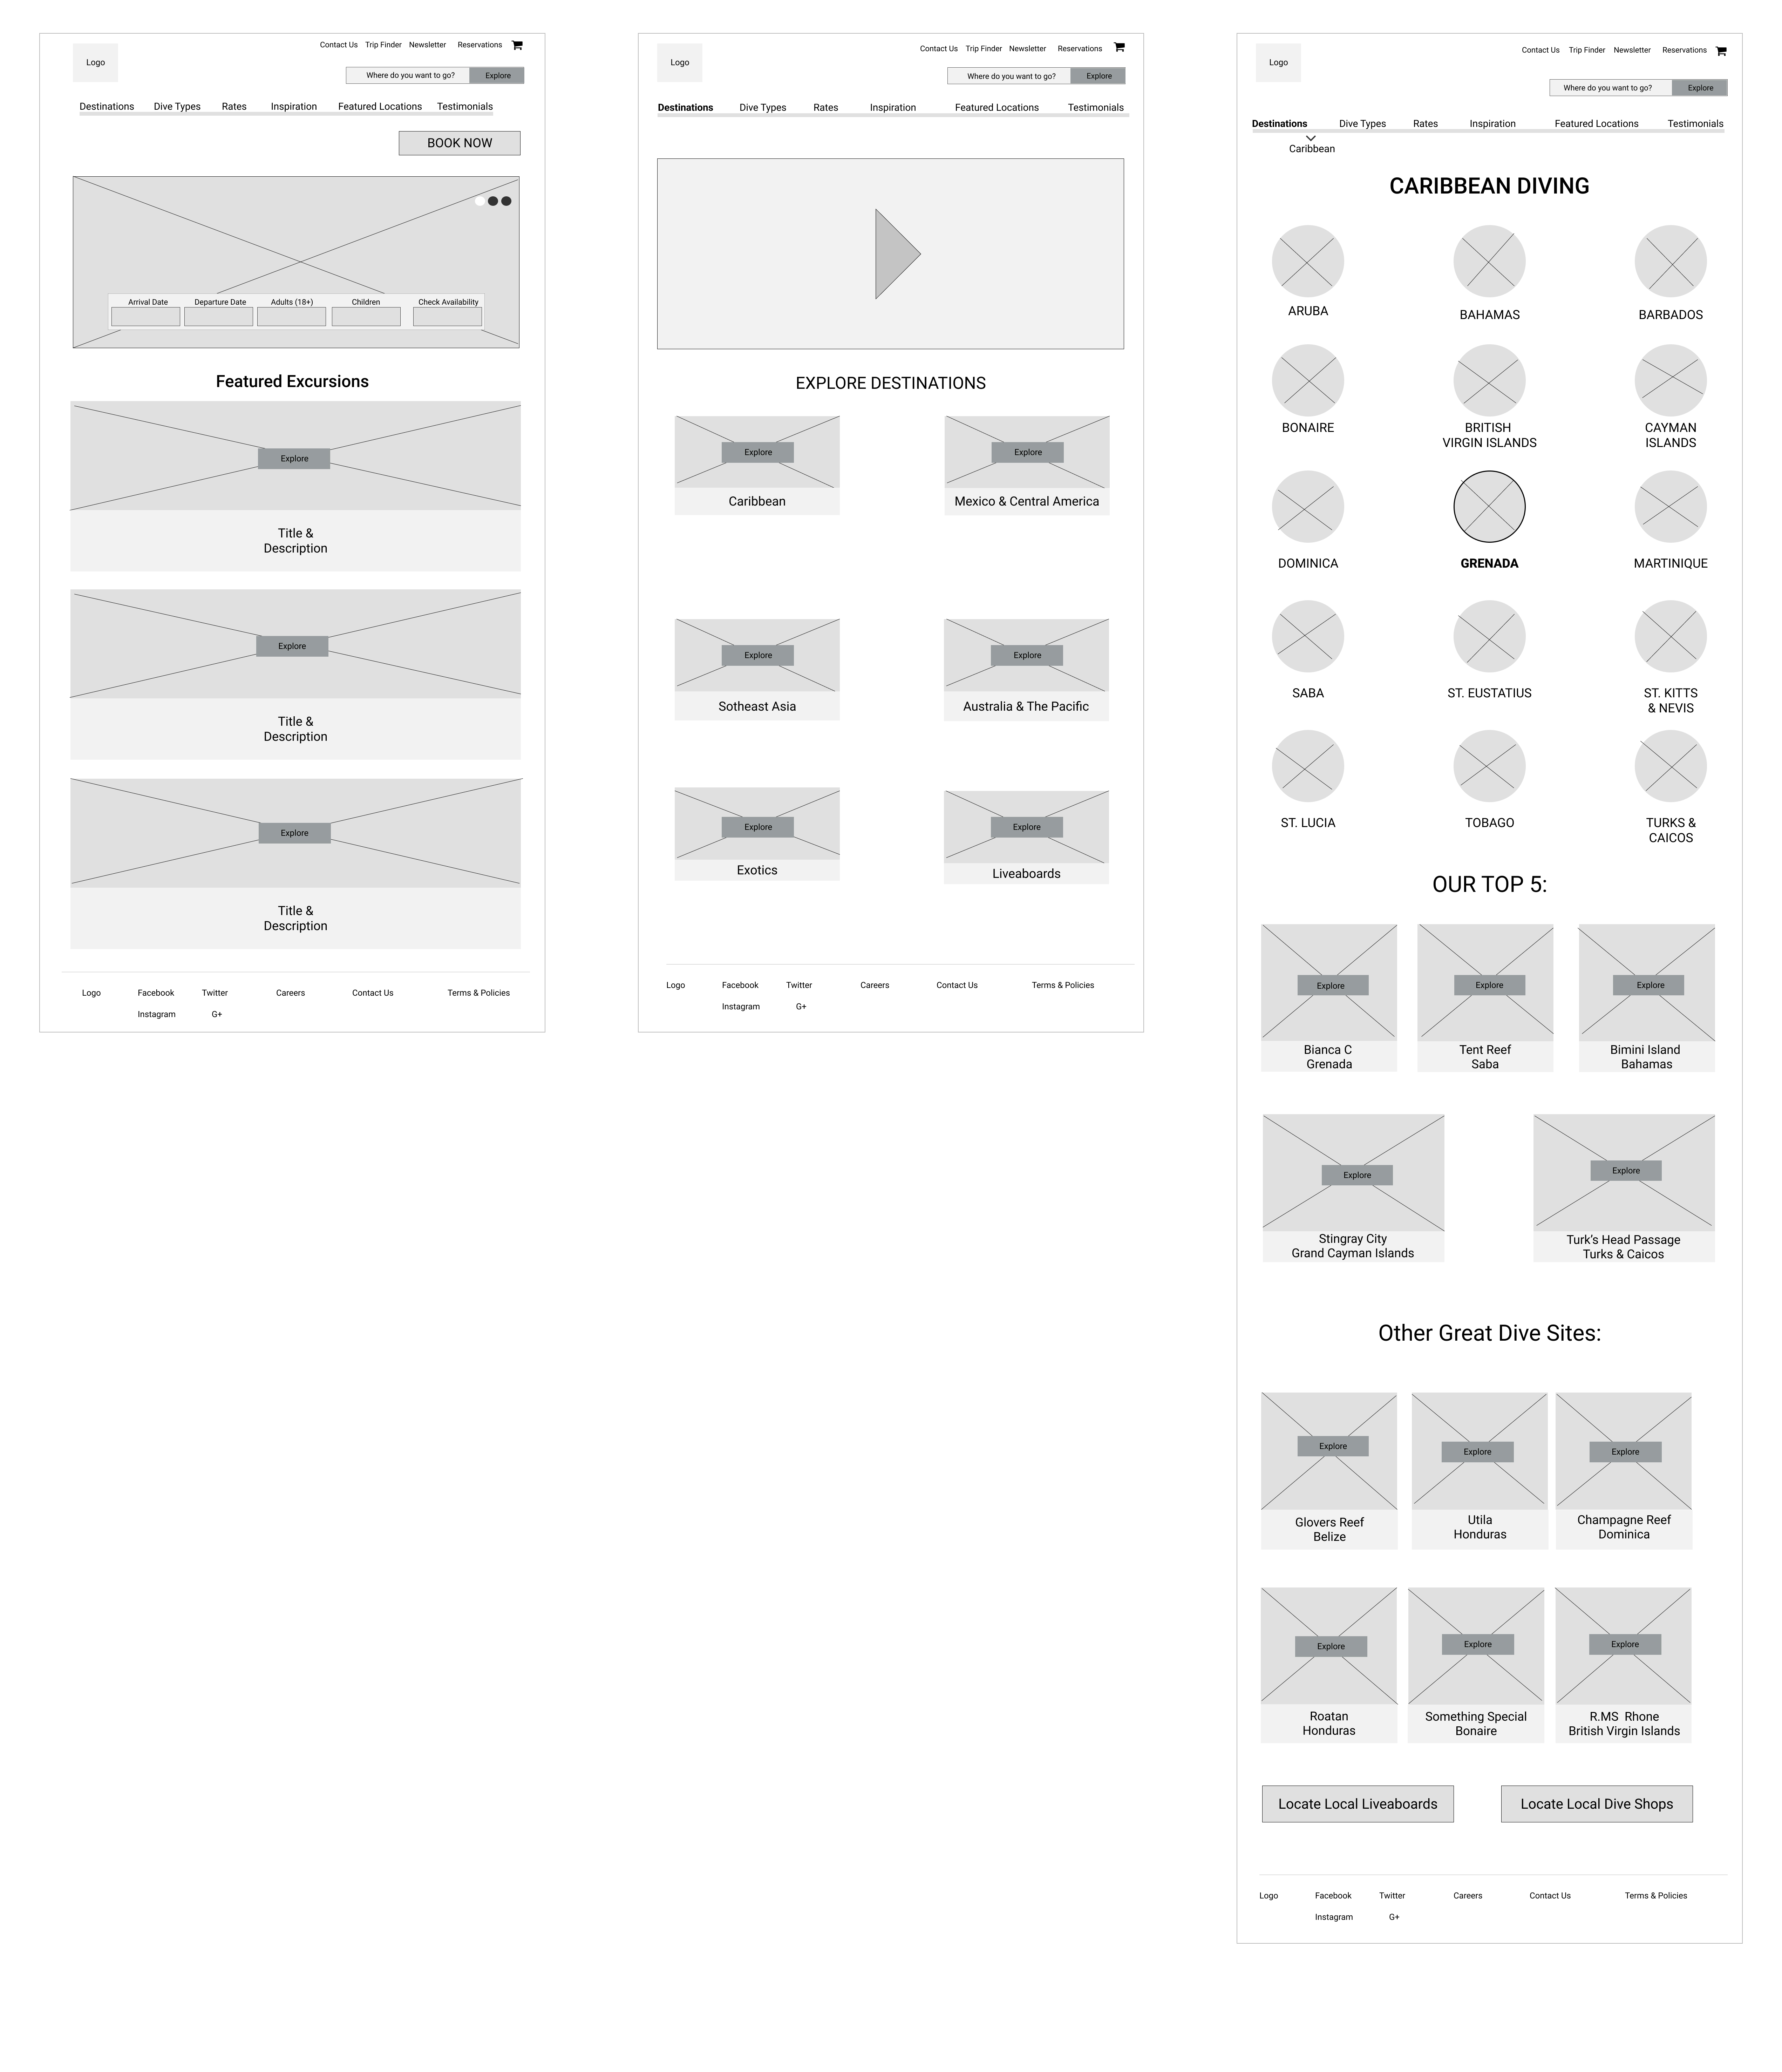 Logo
Contact Us Trip Finder Newsletter Reservations
Where do you want to go? Explore
Destinations Dive Types Rates Inspiration Featured Locations Testimonials
BOOK NOW
Arrival Date Departure Date Adults (18+) Children Check Availability
Featured Excursions
Explore
Title &
Description
Explore
Title &
Description
Explore
Title &
Description
Logo Facebook Twitter Careers Contact Us Terms & Policies
Instagram G+
Logo
Contact Us Trip Finder Newsletter Reservations
Where do you want to go? Explore
Destinations Dive Types Rates Inspiration Featured Locations Testimonials
EXPLORE DESTINATIONS
Explore Explore
Caribbean Mexico & Central America
Explore Explore
Sotheast Asia Australia & The Pacific
Explore Explore
Exotics Liveaboards
Logo Facebook Twitter Careers Contact Us Terms & Policies
Instagram G+
Logo
Contact Us Trip Finder Newsletter Reservations
Where do you want to go? Explore
Destinations Dive Types Rates Inspiration Featured Locations Testimonials
Caribbean
CARIBBEAN DIVING
ARUBA BAHAMAS BARBADOS
BONAIRE BRITISH CAYMAN
VIRGIN ISLANDS ISLANDS
DOMINICA GRENADA MARTINIQUE
SABA ST. EUSTATIUS ST. KITTS
& NEVIS
ST. LUCIA TOBAGO TURKS &
CAICOS
OUR TOP 5:
Explore Explore Explore
Bianca C Tent Reef Bimini Island
Grenada Saba Bahamas
Explore Explore
Stingray City Turk's Head Passage
Grand Cayman Islands Turks & Caicos
Other Great Dive Sites:
Explore Explore Explore
Glovers Reef Utila Champagne Reef
Belize Honduras Dominica
Explore Explore Explore
Roatan Something Special R.MS Rhone
Honduras Bonaire British Virgin Islands
Locate Local Liveaboards Locate Local Dive Shops
Logo Facebook Twitter Careers Contact Us Terms & Policies
Instagram G+